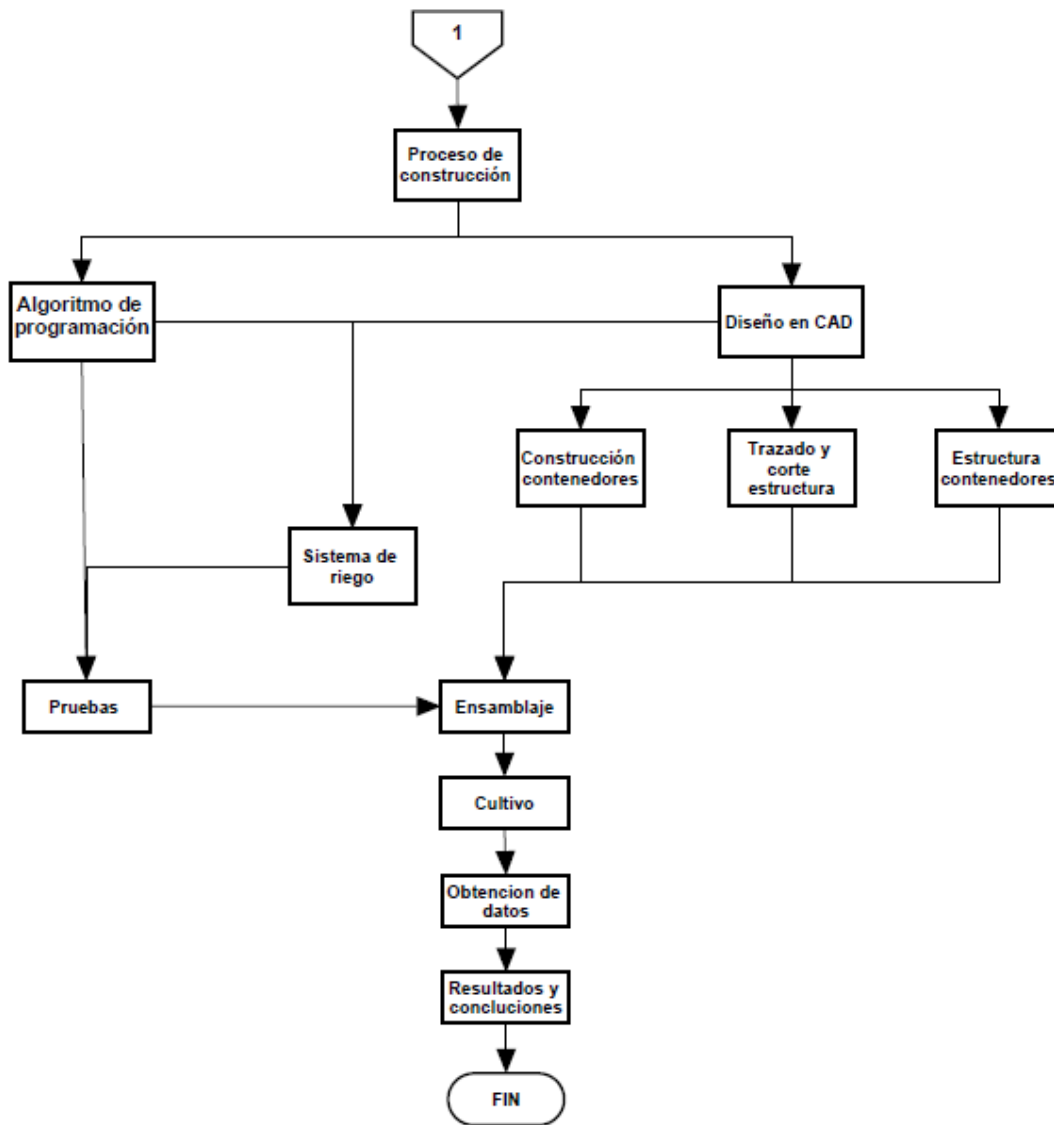 1
Proceso de
construcción
Algoritmo de
programación
Diseño en CAD
Construcción
contenedores
Trazado y
corte
estructura
Estructura
contenedores
Sistema de
riego
Pruebas
Ensamblaje
Cultivo
Obtencion de
datos
Resultados y
concluciones
FIN